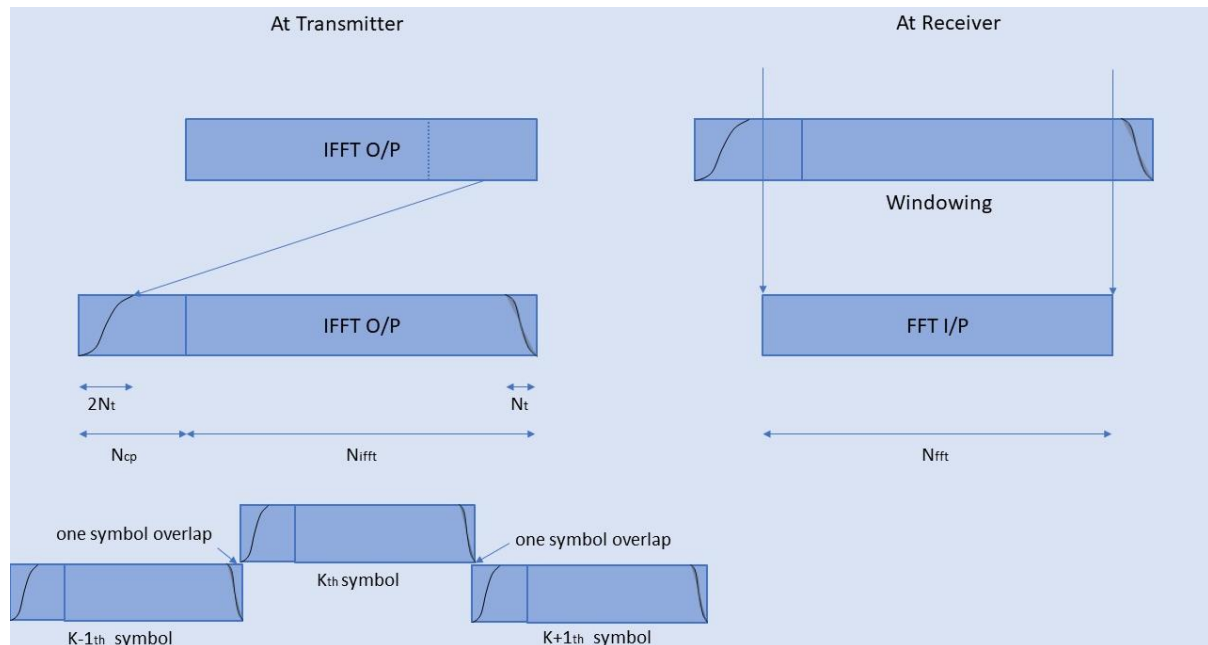 At Transmitter
At Receiver
IFFT O/P
Windowing
IFFT O/P
FFT I/P
2Nt
Nt
Ncp
Nifft
Nfft
one symbol overlap
one symbol overlap
Kth symbol
K-1th symbol
K+1th symbol